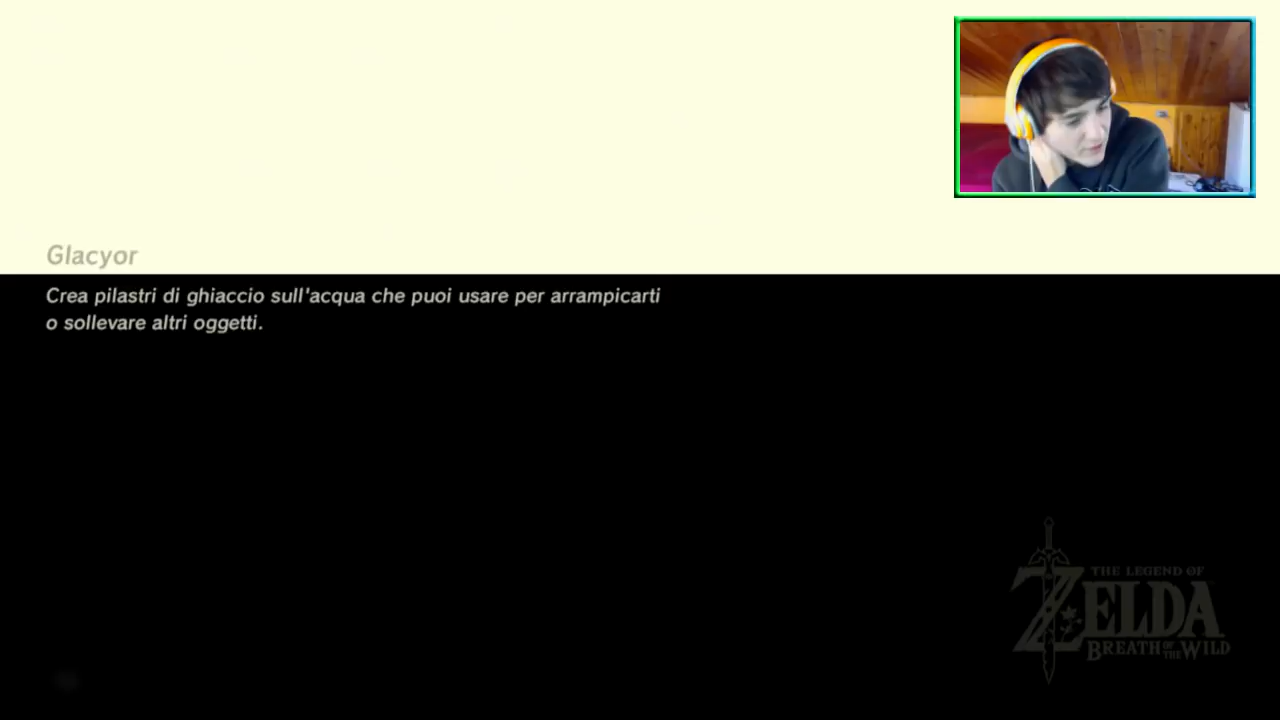 Glacyor
Crea pilastri di ghiaccio sull'acqua che puoi usare per arrampicarti
o sollevare altri oggetti.
THE LEGEND OF
ZELDA
BREATH OF THE WILD